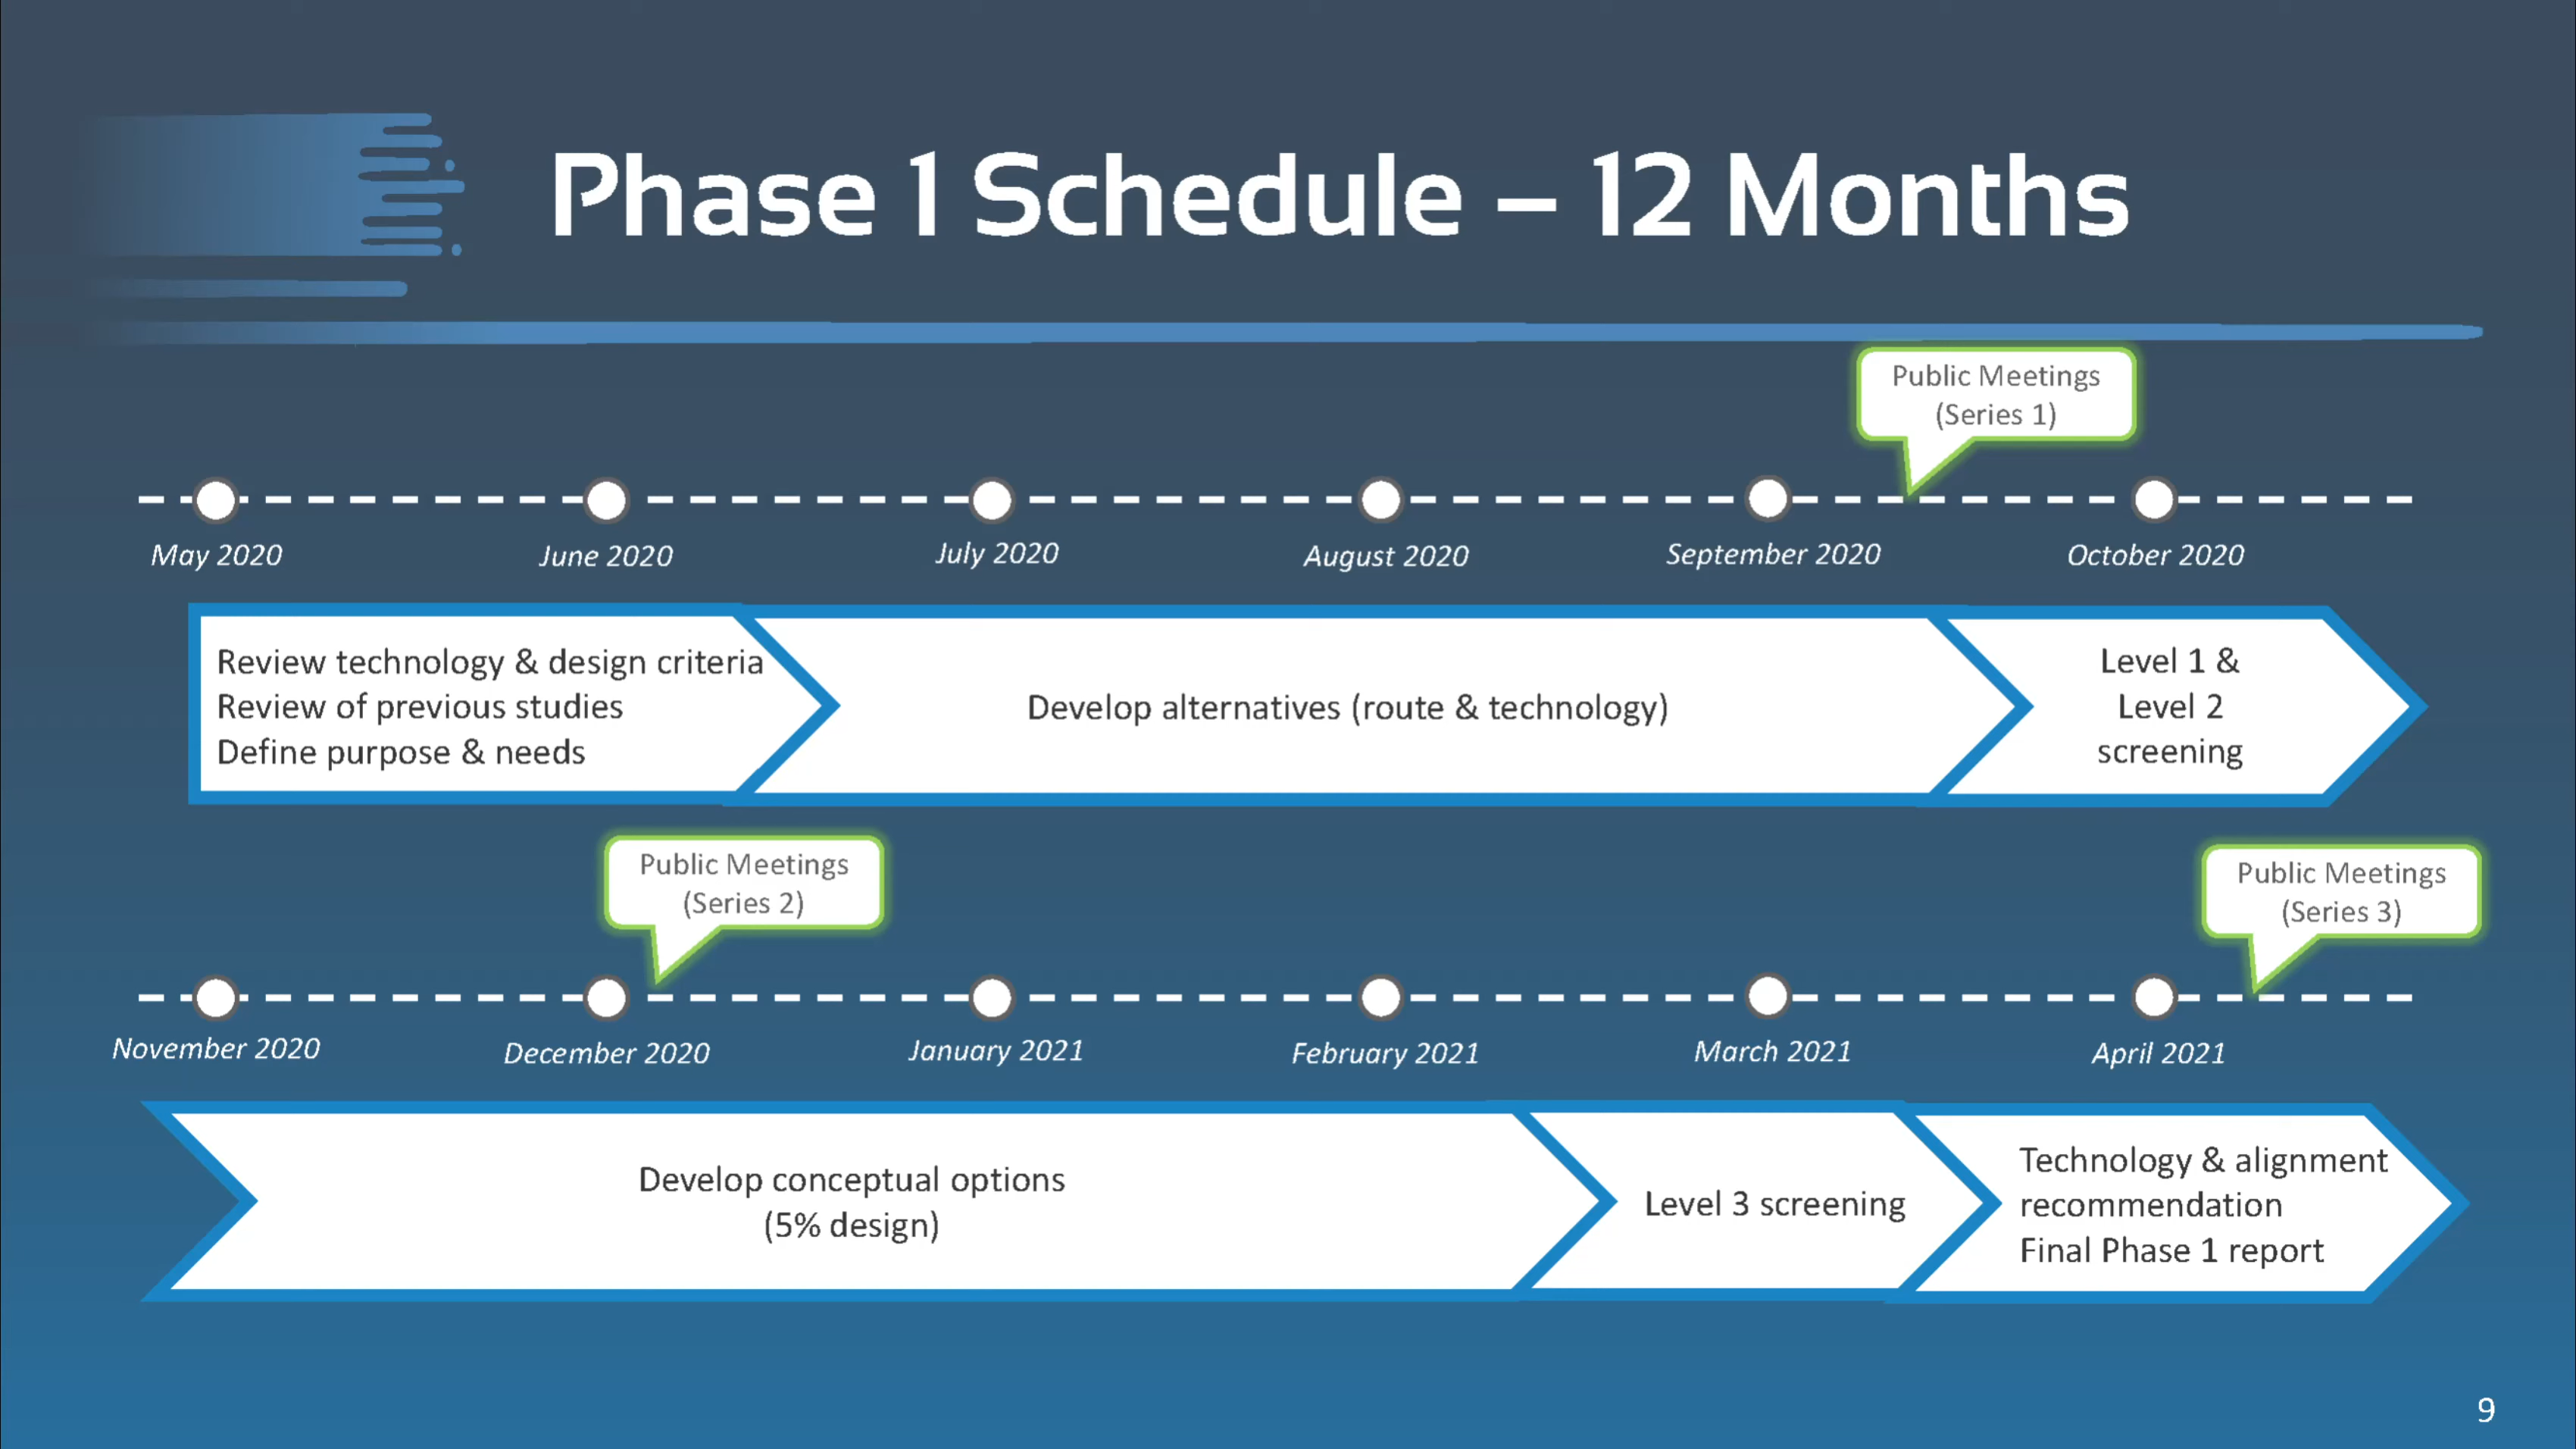 Phase 1 Schedule – 12 Months
Public Meetings
(Series 1)
May 2020
June 2020
July 2020
August 2020
September 2020
October 2020
Review technology & design criteria
Review of previous studies
Define purpose & needs
Develop alternatives (route & technology)
Level 1 &
Level 2
screening
Public Meetings
(Series 2)
Public Meetings
(Series 3)
November 2020
December 2020
January 2021
February 2021
March 2021
April 2021
Develop conceptual options
(5% design)
Level 3 screening
Technology & alignment
recommendation
Final Phase 1 report
9